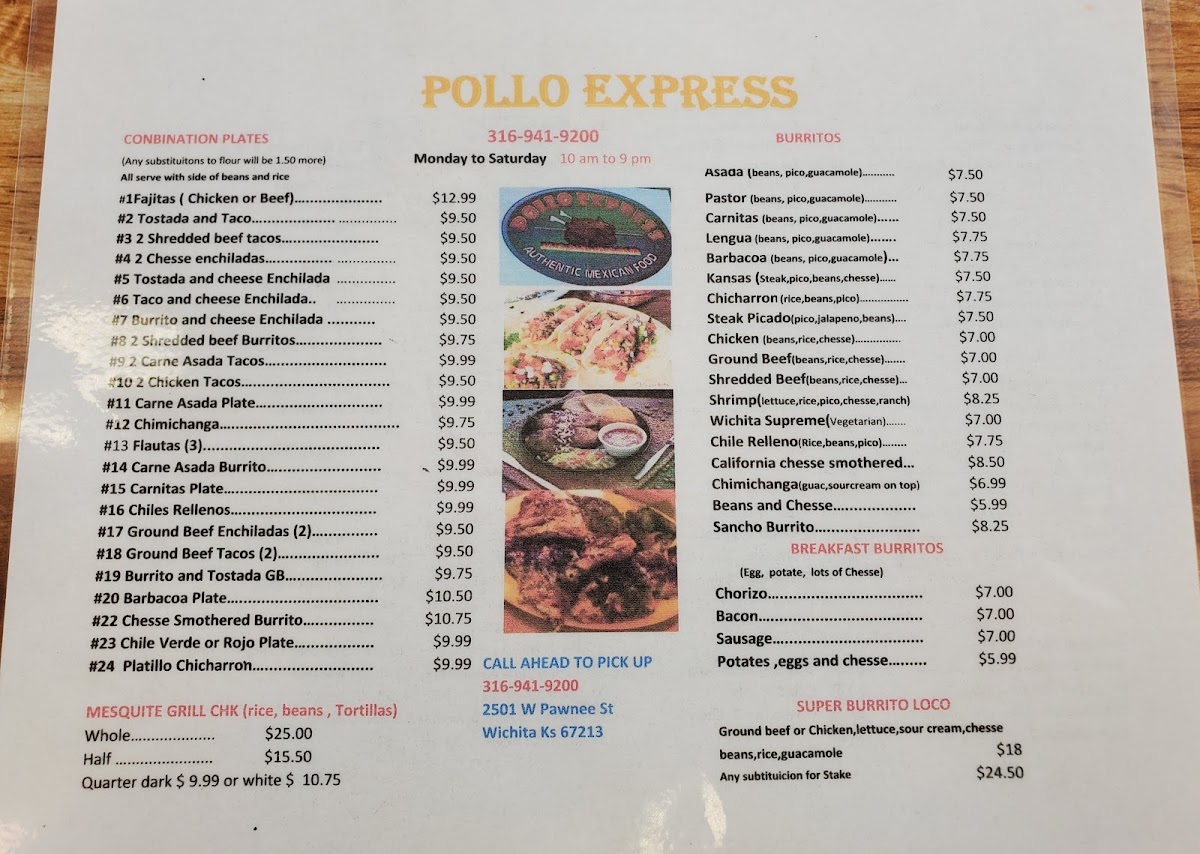 POLLO EXPRESS
316-941-9200
Monday to Saturday 10 am to 9 pm
CONBINATION PLATES
(Any substituitons to flour will be 1.50 more)
All serve with side of beans and rice
#1Fajitas ( Chicken or Beef)..................... $12.99
#2 Tostada and Taco.................... ............... $9.50
#3 2 Shredded beef tacos........................ $9.50
#4 2 Chesse enchiladas................. ............... $9.50
#5 Tostada and cheese Enchilada ............... $9.50
#6 Taco and cheese Enchilada.. ............... $9.50
#7 Burrito and cheese Enchilada ............ $9.50
#8 2 Shredded beef Burritos..................... $9.75
#9 2 Carne Asada Tacos.............................. $9.99
#10 2 Chicken Tacos.................................... $9.50
#11 Carne Asada Plate............................... $9.99
#12 Chimichanga............................................ $9.75
#13 Flautas (3)........................................... $9.50
#14 Carne Asada Burrito............................ $9.99
#15 Carnitas Plate...................................... $9.99
#16 Chiles Rellenos.................................... $9.99
#17 Ground Beef Enchiladas (2)................ $9.50
#18 Ground Beef Tacos (2)......................... $9.50
#19 Burrito and Tostada GB........................ $9.75
#20 Barbacoa Plate..................................... $10.50
#22 Chesse Smothered Burrito................. $10.75
#23 Chile Verde or Rojo Plate.................... $9.99
#24 Platillo Chicharron.............................. $9.99
MESQUITE GRILL CHK (rice, beans , Tortillas)
Whole.................... $25.00
Half ....................... $15.50
Quarter dark $ 9.99 or white $ 10.75
POLLO EXPRESS
AUTHENTIC MEXICAN FOOD
CALL AHEAD TO PICK UP
316-941-9200
2501 W Pawnee St
Wichita Ks 67213
BURRITOS
Asada (beans, pico,guacamole)........... $7.50
Pastor (beans, pico,guacamole)........... $7.50
Carnitas (beans, pico,guacamole)...... $7.50
Lengua (beans, pico,guacamole)....... $7.75
Barbacoa (beans, pico,guacamole)... $7.75
Kansas (Steak,pico,beans,chesse)...... $7.50
Chicharron (rice,beans,pico)................. $7.75
Steak Picado(pico,jalapeno,beans).... $7.50
Chicken (beans,rice,chesse)............... $7.00
Ground Beef(beans,rice,chesse)....... $7.00
Shredded Beef(beans,rice,chesse)... $7.00
Shrimp(lettuce,rice,pico,chesse,ranch) $8.25
Wichita Supreme(Vegetarian)....... $7.00
Chile Relleno(Rice,beans,pico)........ $7.75
California chesse smothered... $8.50
Chimichanga(guac,sourcream on top) $6.99
Beans and Chesse.................... $5.99
Sancho Burrito......................... $8.25
BREAKFAST BURRITOS
(Egg, potate, lots of Chesse)
Chorizo..................................... $7.00
Bacon....................................... $7.00
Sausage.................................... $7.00
Potates ,eggs and chesse......... $5.99
SUPER BURRITO LOCO
Ground beef or Chicken,lettuce,sour cream,chesse
beans,rice,guacamole $18
Any subtituicion for Stake $24.50